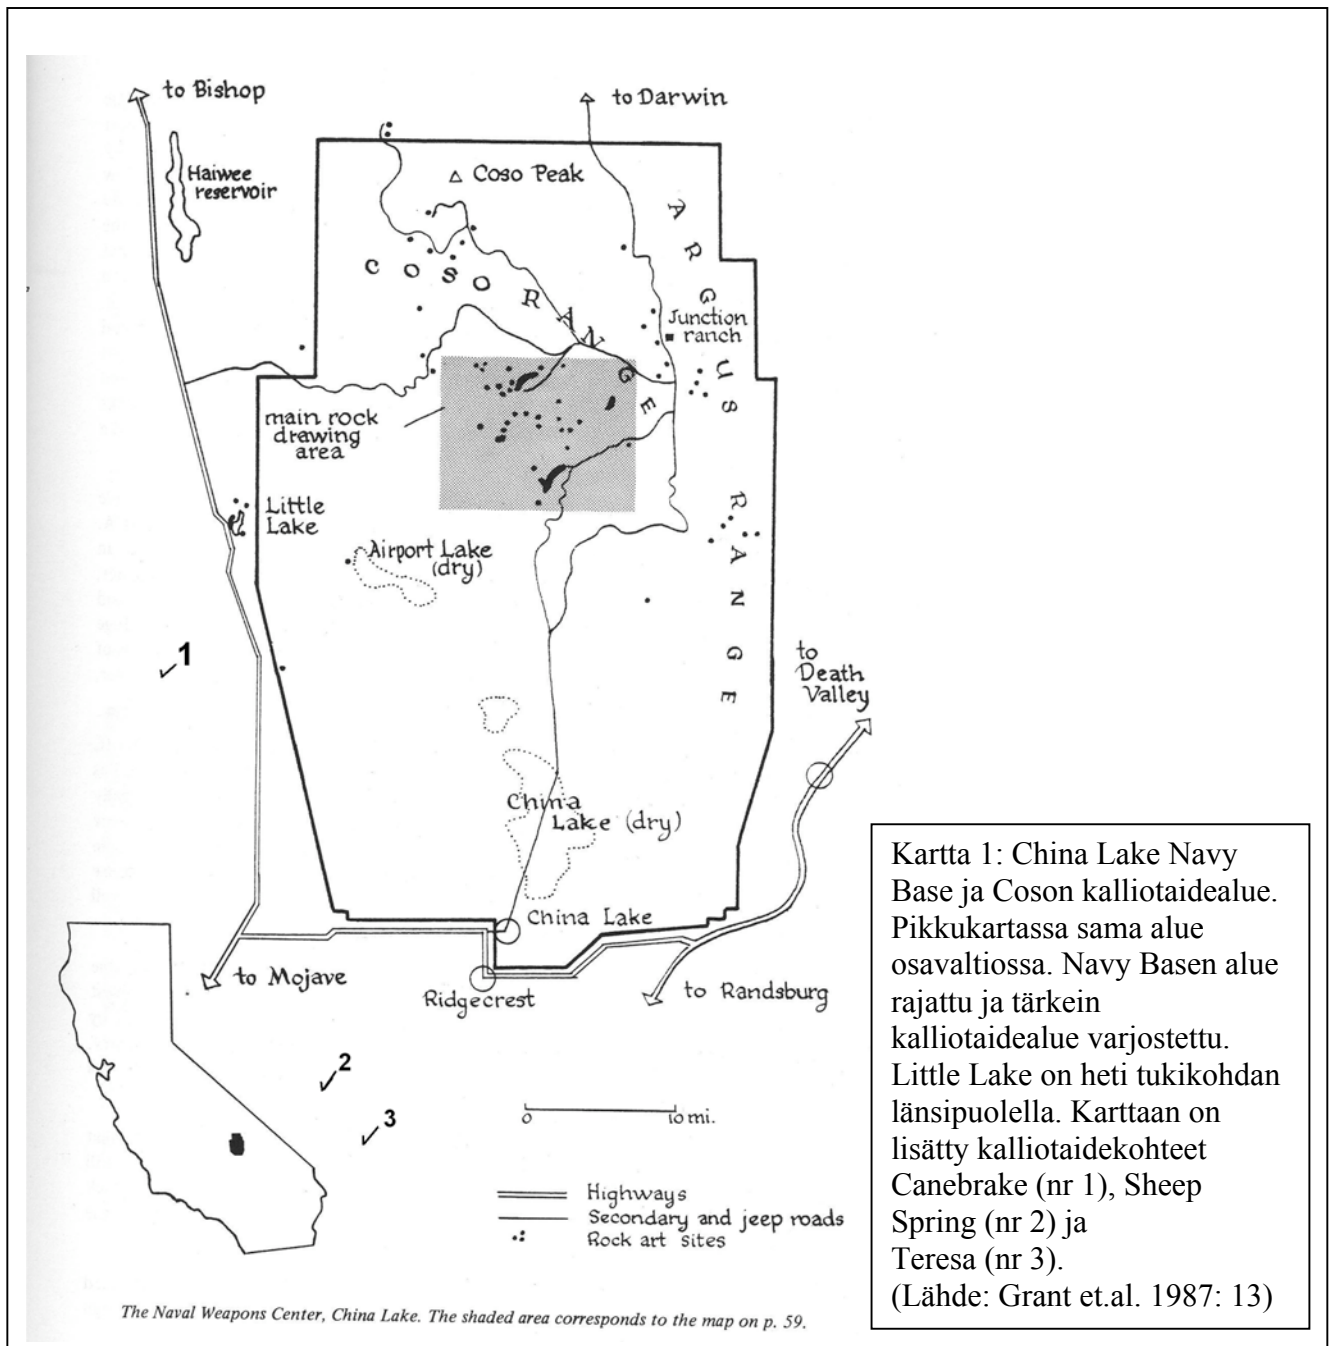 to Bishop
to Darwin
Haiwee
reservoir
Coso Peak
COSO RANGE
ARGUS RANGE
Junction
ranch
main rock
drawing
area
Little
Lake
Airport Lake
(dry)
1
to
Death
Valley
China
Lake (dry)
China Lake
to Mojave
Ridgecrest
to Randsburg
2
3
0 10 mi.
Highways
Secondary and jeep roads
Rock art sites
The Naval Weapons Center, China Lake. The shaded area corresponds to the map on p. 59.
Kartta 1: China Lake Navy
Base ja Coson kalliotaidealue.
Pikkukartassa sama alue
osavaltiossa. Navy Basen alue
rajattu ja tärkein
kalliotaidealue varjostettu.
Little Lake on heti tukikohdan
länsipuolella. Karttaan on
lisätty kalliotaidekohteet
Canebrake (nr 1), Sheep
Spring (nr 2) ja
Teresa (nr 3).
(Lähde: Grant et.al. 1987: 13)